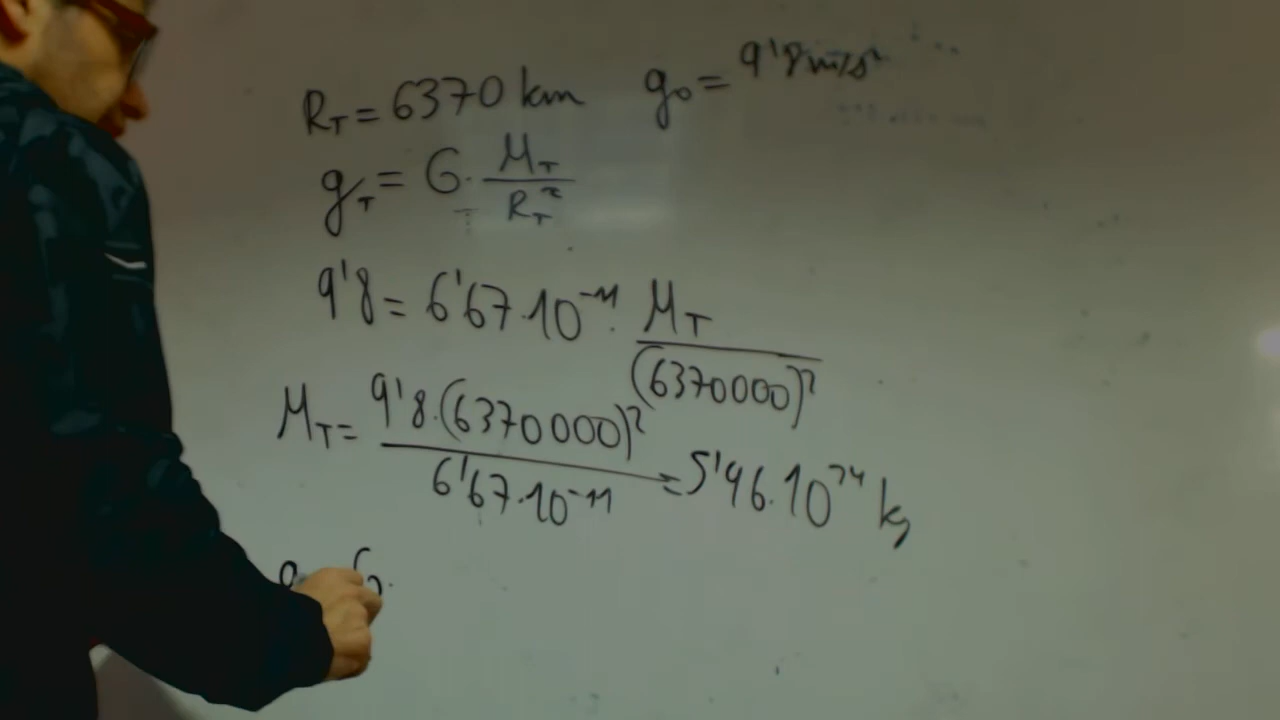 R_T = 6370 km g_0 = 9'8 m/s²
g_T = G · M_T / R_T²
9'8 = 6'67·10⁻¹¹ · M_T / (6370000)²
M_T = 9'8·(6370000)² / 6'67·10⁻¹¹ = 5'96·10²⁴ kg
g G·